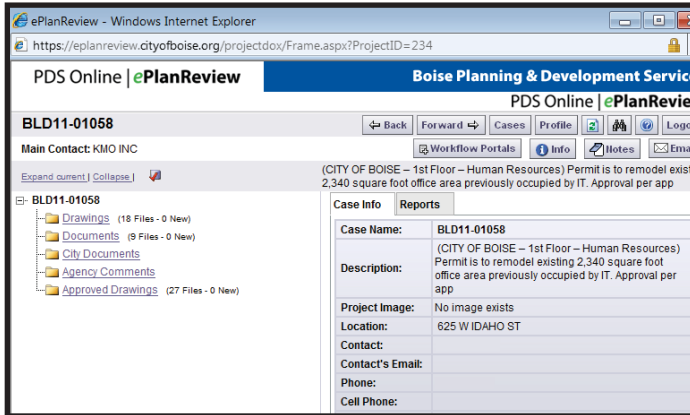 ePlanReview - Windows Internet Explorer
https://eplanreview.cityofboise.org/projectdox/Frame.aspx?ProjectID=234
PDS Online | ePlanReview
Boise Planning & Development Servic
PDS Online | ePlanRevie
BLD11-01058
Back Forward Cases Profile Logo
Main Contact: KMO INC
Workflow Portals Info Notes Ema
Expand current | Collapse |
(CITY OF BOISE – 1st Floor – Human Resources) Permit is to remodel exist
2,340 square foot office area previously occupied by IT. Approval per app
BLD11-01058
Drawings (18 Files - 0 New)
Documents (9 Files - 0 New)
City Documents
Agency Comments
Approved Drawings (27 Files - 0 New)
Case Info Reports
Case Name: BLD11-01058
Description: (CITY OF BOISE – 1st Floor – Human Resources)
Permit is to remodel existing 2,340 square foot
office area previously occupied by IT. Approval per
app
Project Image: No image exists
Location: 625 W IDAHO ST
Contact:
Contact's Email:
Phone:
Cell Phone: